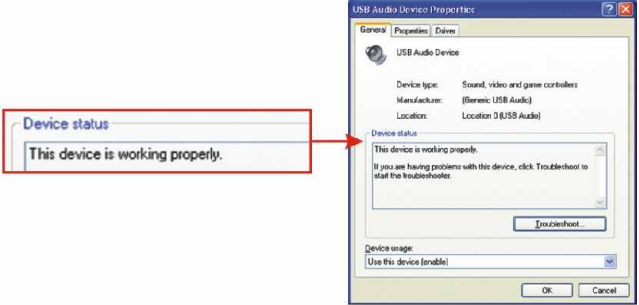 Device status
This device is working properly.
USB Audio Device Properties
General Properties Driver
USB Audio Device
Device type: Sound, video and game controllers
Manufacturer: (Generic USB Audio)
Location: Location 0 (USB Audio)
Device status
This device is working properly.
If you are having problems with this device, click Troubleshoot to
start the troubleshooter.
Troubleshoot...
Device usage:
Use this device (enable)
OK Cancel